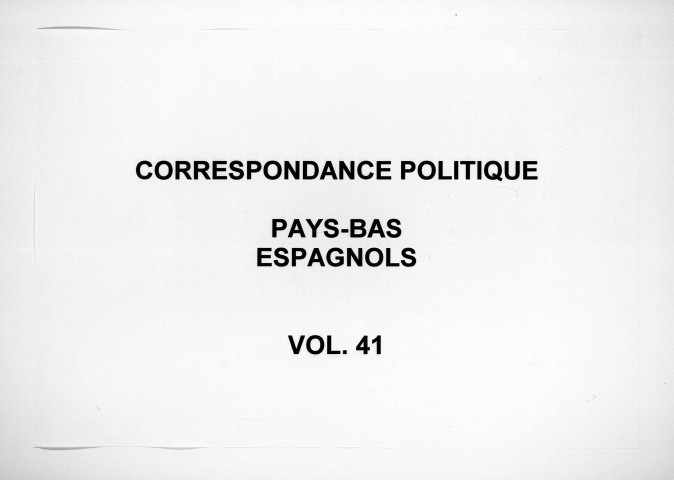 CORRESPONDANCE POLITIQUE
PAYS-BAS
ESPAGNOLS
VOL. 41